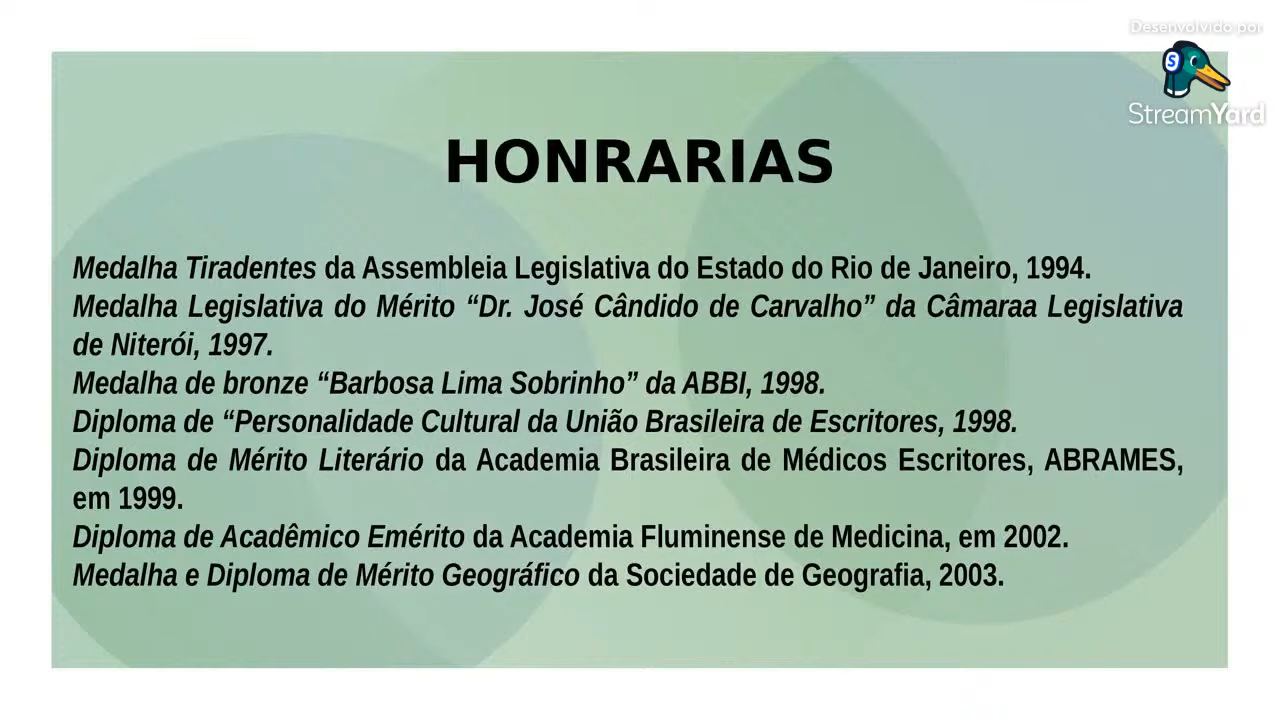 Desenvolvido por
StreamYard
HONRARIAS
Medalha Tiradentes da Assembleia Legislativa do Estado do Rio de Janeiro, 1994.
Medalha Legislativa do Mérito “Dr. José Cândido de Carvalho” da Câmaraa Legislativa
de Niterói, 1997.
Medalha de bronze “Barbosa Lima Sobrinho” da ABBI, 1998.
Diploma de “Personalidade Cultural da União Brasileira de Escritores, 1998.
Diploma de Mérito Literário da Academia Brasileira de Médicos Escritores, ABRAMES,
em 1999.
Diploma de Acadêmico Emérito da Academia Fluminense de Medicina, em 2002.
Medalha e Diploma de Mérito Geográfico da Sociedade de Geografia, 2003.